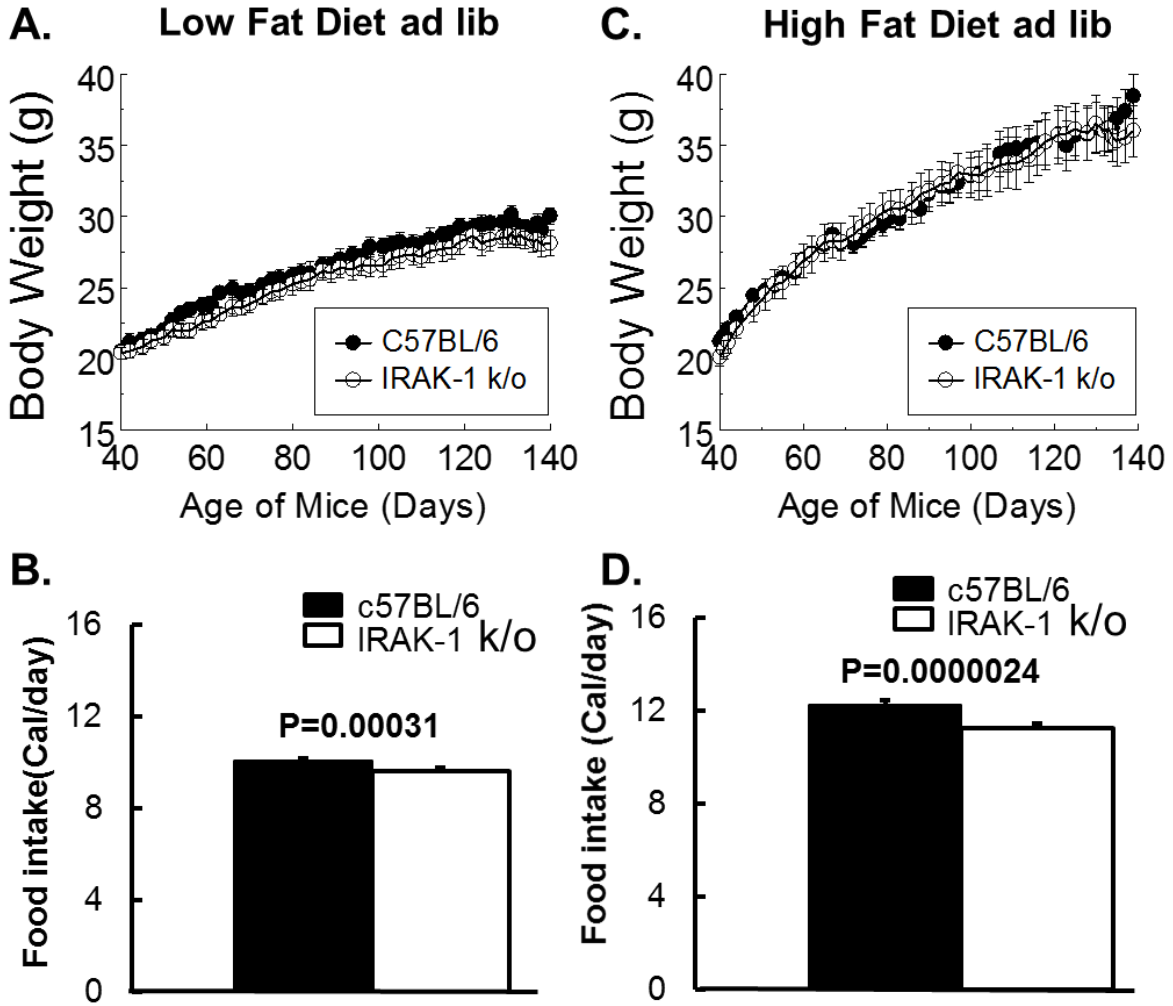 A. Low Fat Diet ad lib
Body Weight (g)
40
35
30
25
20
15
C57BL/6
IRAK-1 k/o
40 60 80 100 120 140
Age of Mice (Days)
C. High Fat Diet ad lib
Body Weight (g)
40
35
30
25
20
15
C57BL/6
IRAK-1 k/o
40 60 80 100 120 140
Age of Mice (Days)
B.
Food intake(Cal/day)
c57BL/6
IRAK-1 k/o
16
12
8
4
0
P=0.00031
D.
Food intake (Cal/day)
c57BL/6
IRAK-1 k/o
16
12
8
4
0
P=0.0000024